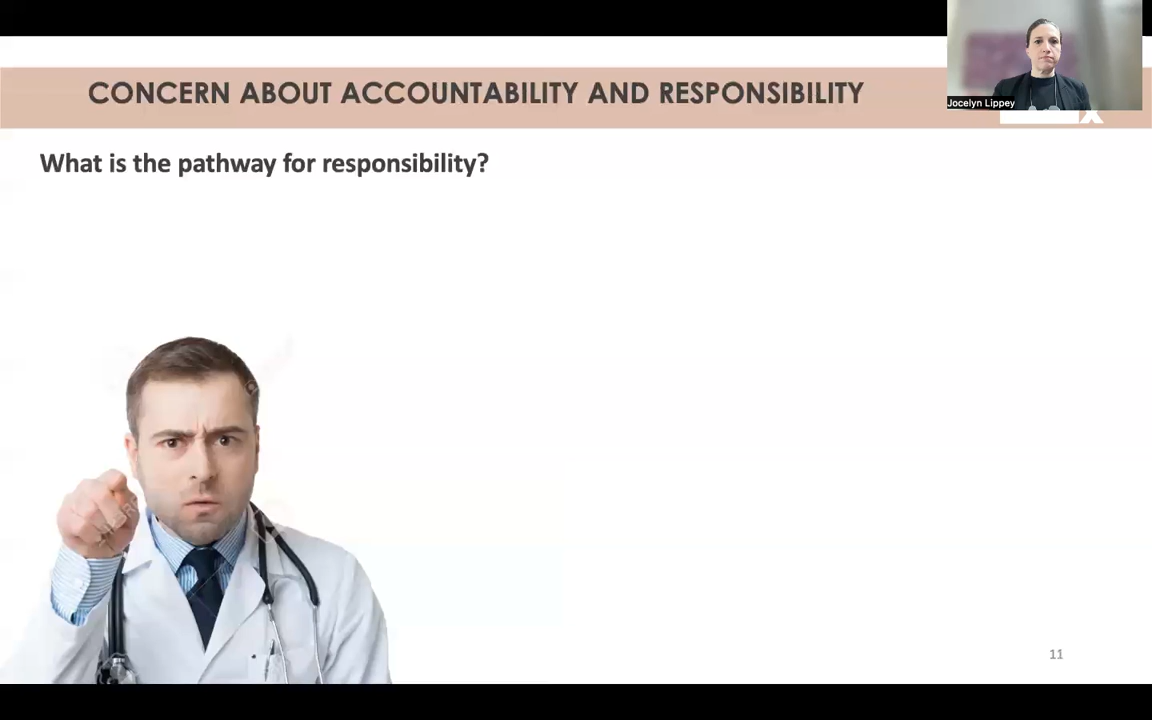 CONCERN ABOUT ACCOUNTABILITY AND RESPONSIBILITY
Jocelyn Lippey
What is the pathway for responsibility?
11